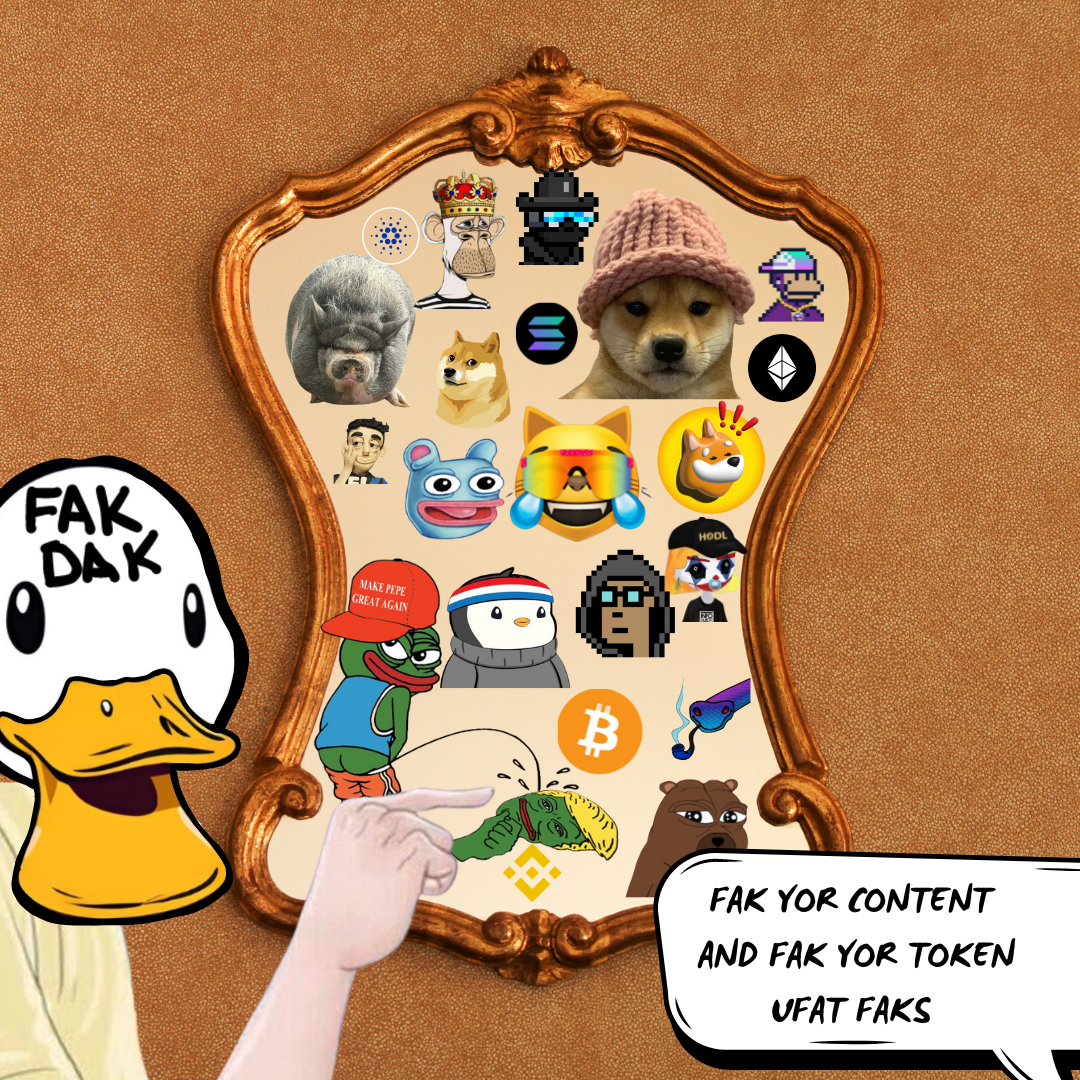 FAK
DAK
HODL
MAKE PEPE
GREAT AGAIN
FAK YOR CONTENT
AND FAK YOR TOKEN
UFAT FAKS